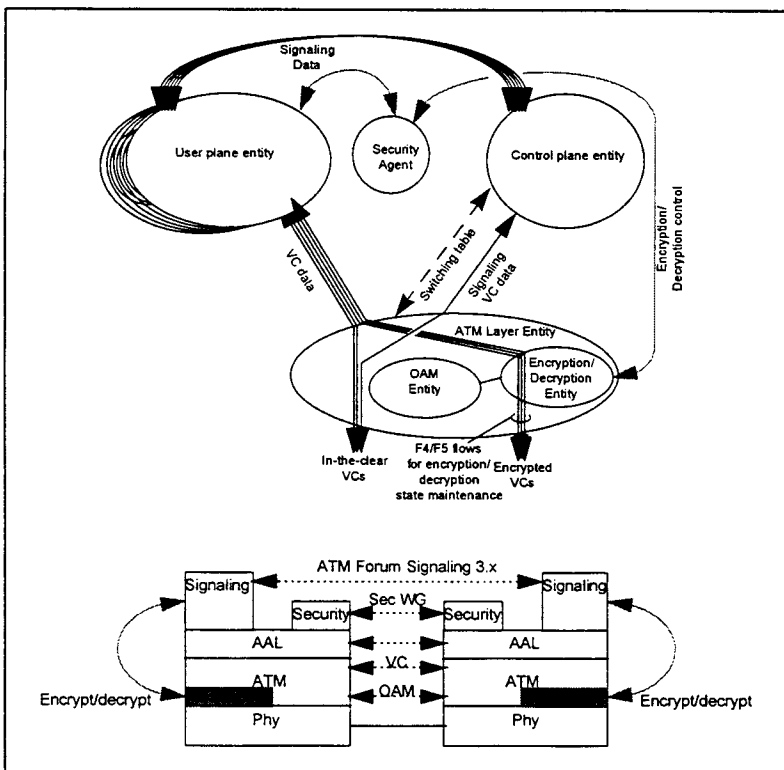 Signaling
Data
User plane entity
Security
Agent
Control plane entity
Encryption/
Decryption control
VC data
Switching table
Signaling
VC data
ATM Layer Entity
OAM
Entity
Encryption/
Decryption
Entity
In-the-clear
VCs
F4/F5 flows
for encryption/
decryption
state maintenance
Encrypted
VCs
ATM Forum Signaling 3.x
Signaling
Signaling
Sec WG
Security
Security
AAL
AAL
VC
ATM
OAM
ATM
Encrypt/decrypt
Encrypt/decrypt
Phy
Phy